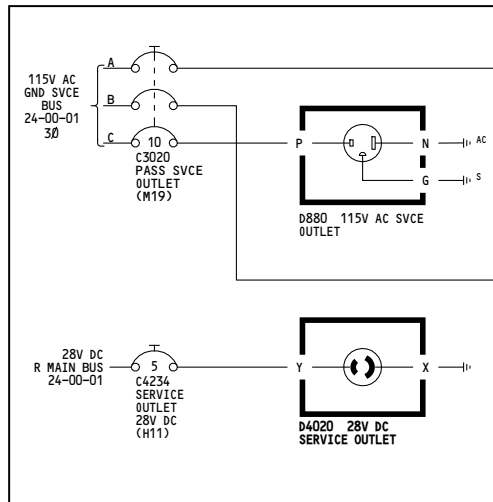 A
115V AC
GND SVCE
BUS
24-00-01
3Ø
B
C
10
C3020
PASS SVCE
OUTLET
(M19)
P
N
AC
G
S
D880 115V AC SVCE
OUTLET
28V DC
R MAIN BUS
24-00-01
5
C4234
SERVICE
OUTLET
28V DC
(H11)
Y
X
D4020 28V DC
SERVICE OUTLET